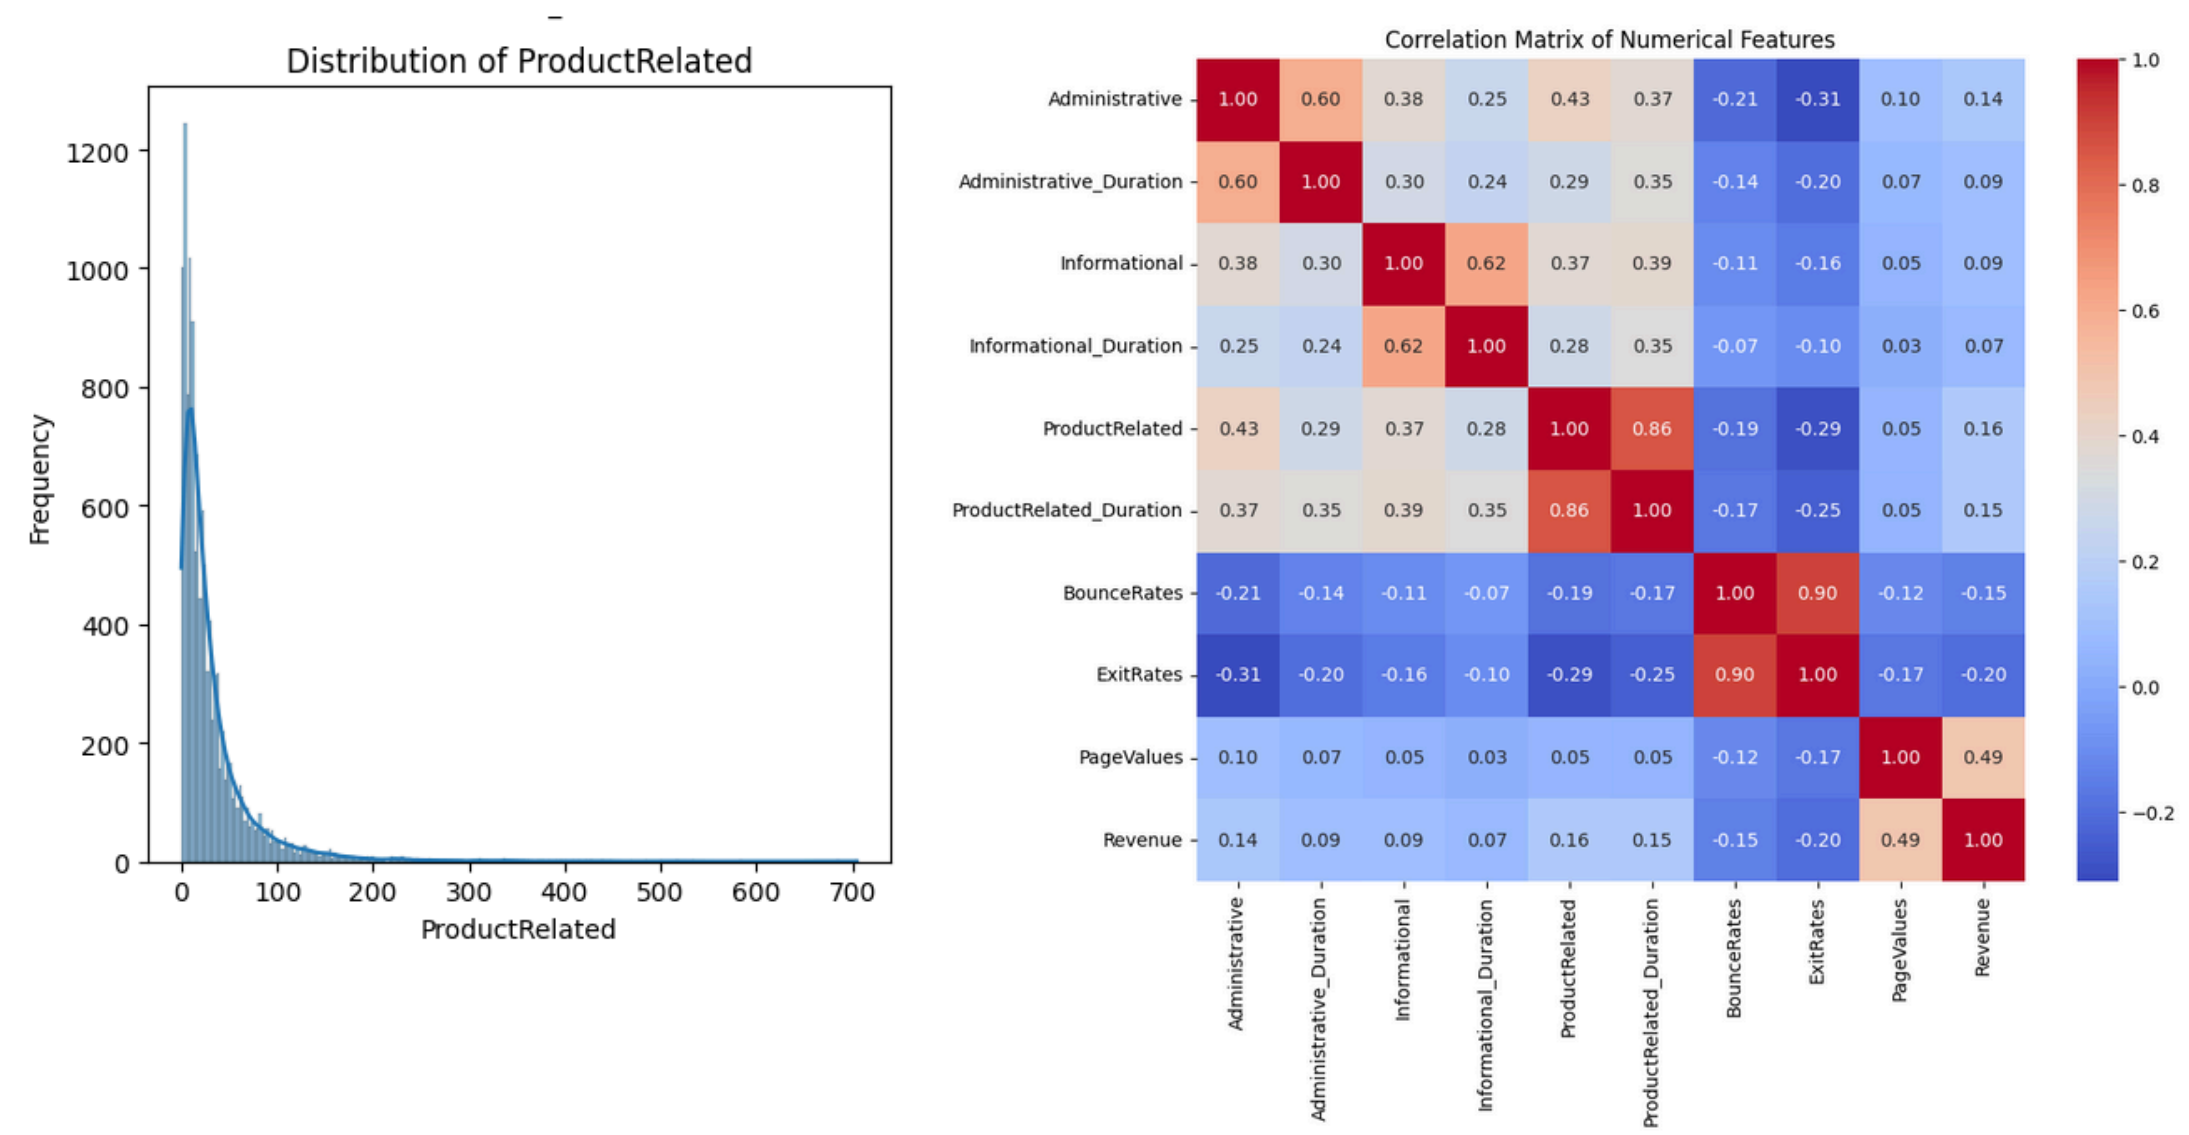 _
Distribution of ProductRelated
1200
1000
800
600
400
200
0
Frequency
0 100 200 300 400 500 600 700
ProductRelated
Correlation Matrix of Numerical Features
Administrative 1.00 0.60 0.38 0.25 0.43 0.37 -0.21 -0.31 0.10 0.14
Administrative_Duration 0.60 1.00 0.30 0.24 0.29 0.35 -0.14 -0.20 0.07 0.09
Informational 0.38 0.30 1.00 0.62 0.37 0.39 -0.11 -0.16 0.05 0.09
Informational_Duration 0.25 0.24 0.62 1.00 0.28 0.35 -0.07 -0.10 0.03 0.07
ProductRelated 0.43 0.29 0.37 0.28 1.00 0.86 -0.19 -0.29 0.05 0.16
ProductRelated_Duration 0.37 0.35 0.39 0.35 0.86 1.00 -0.17 -0.25 0.05 0.15
BounceRates -0.21 -0.14 -0.11 -0.07 -0.19 -0.17 1.00 0.90 -0.12 -0.15
ExitRates -0.31 -0.20 -0.16 -0.10 -0.29 -0.25 0.90 1.00 -0.17 -0.20
PageValues 0.10 0.07 0.05 0.03 0.05 0.05 -0.12 -0.17 1.00 0.49
Revenue 0.14 0.09 0.09 0.07 0.16 0.15 -0.15 -0.20 0.49 1.00
Administrative
Administrative_Duration
Informational
Informational_Duration
ProductRelated
ProductRelated_Duration
BounceRates
ExitRates
PageValues
Revenue
1.0
0.8
0.6
0.4
0.2
0.0
−0.2